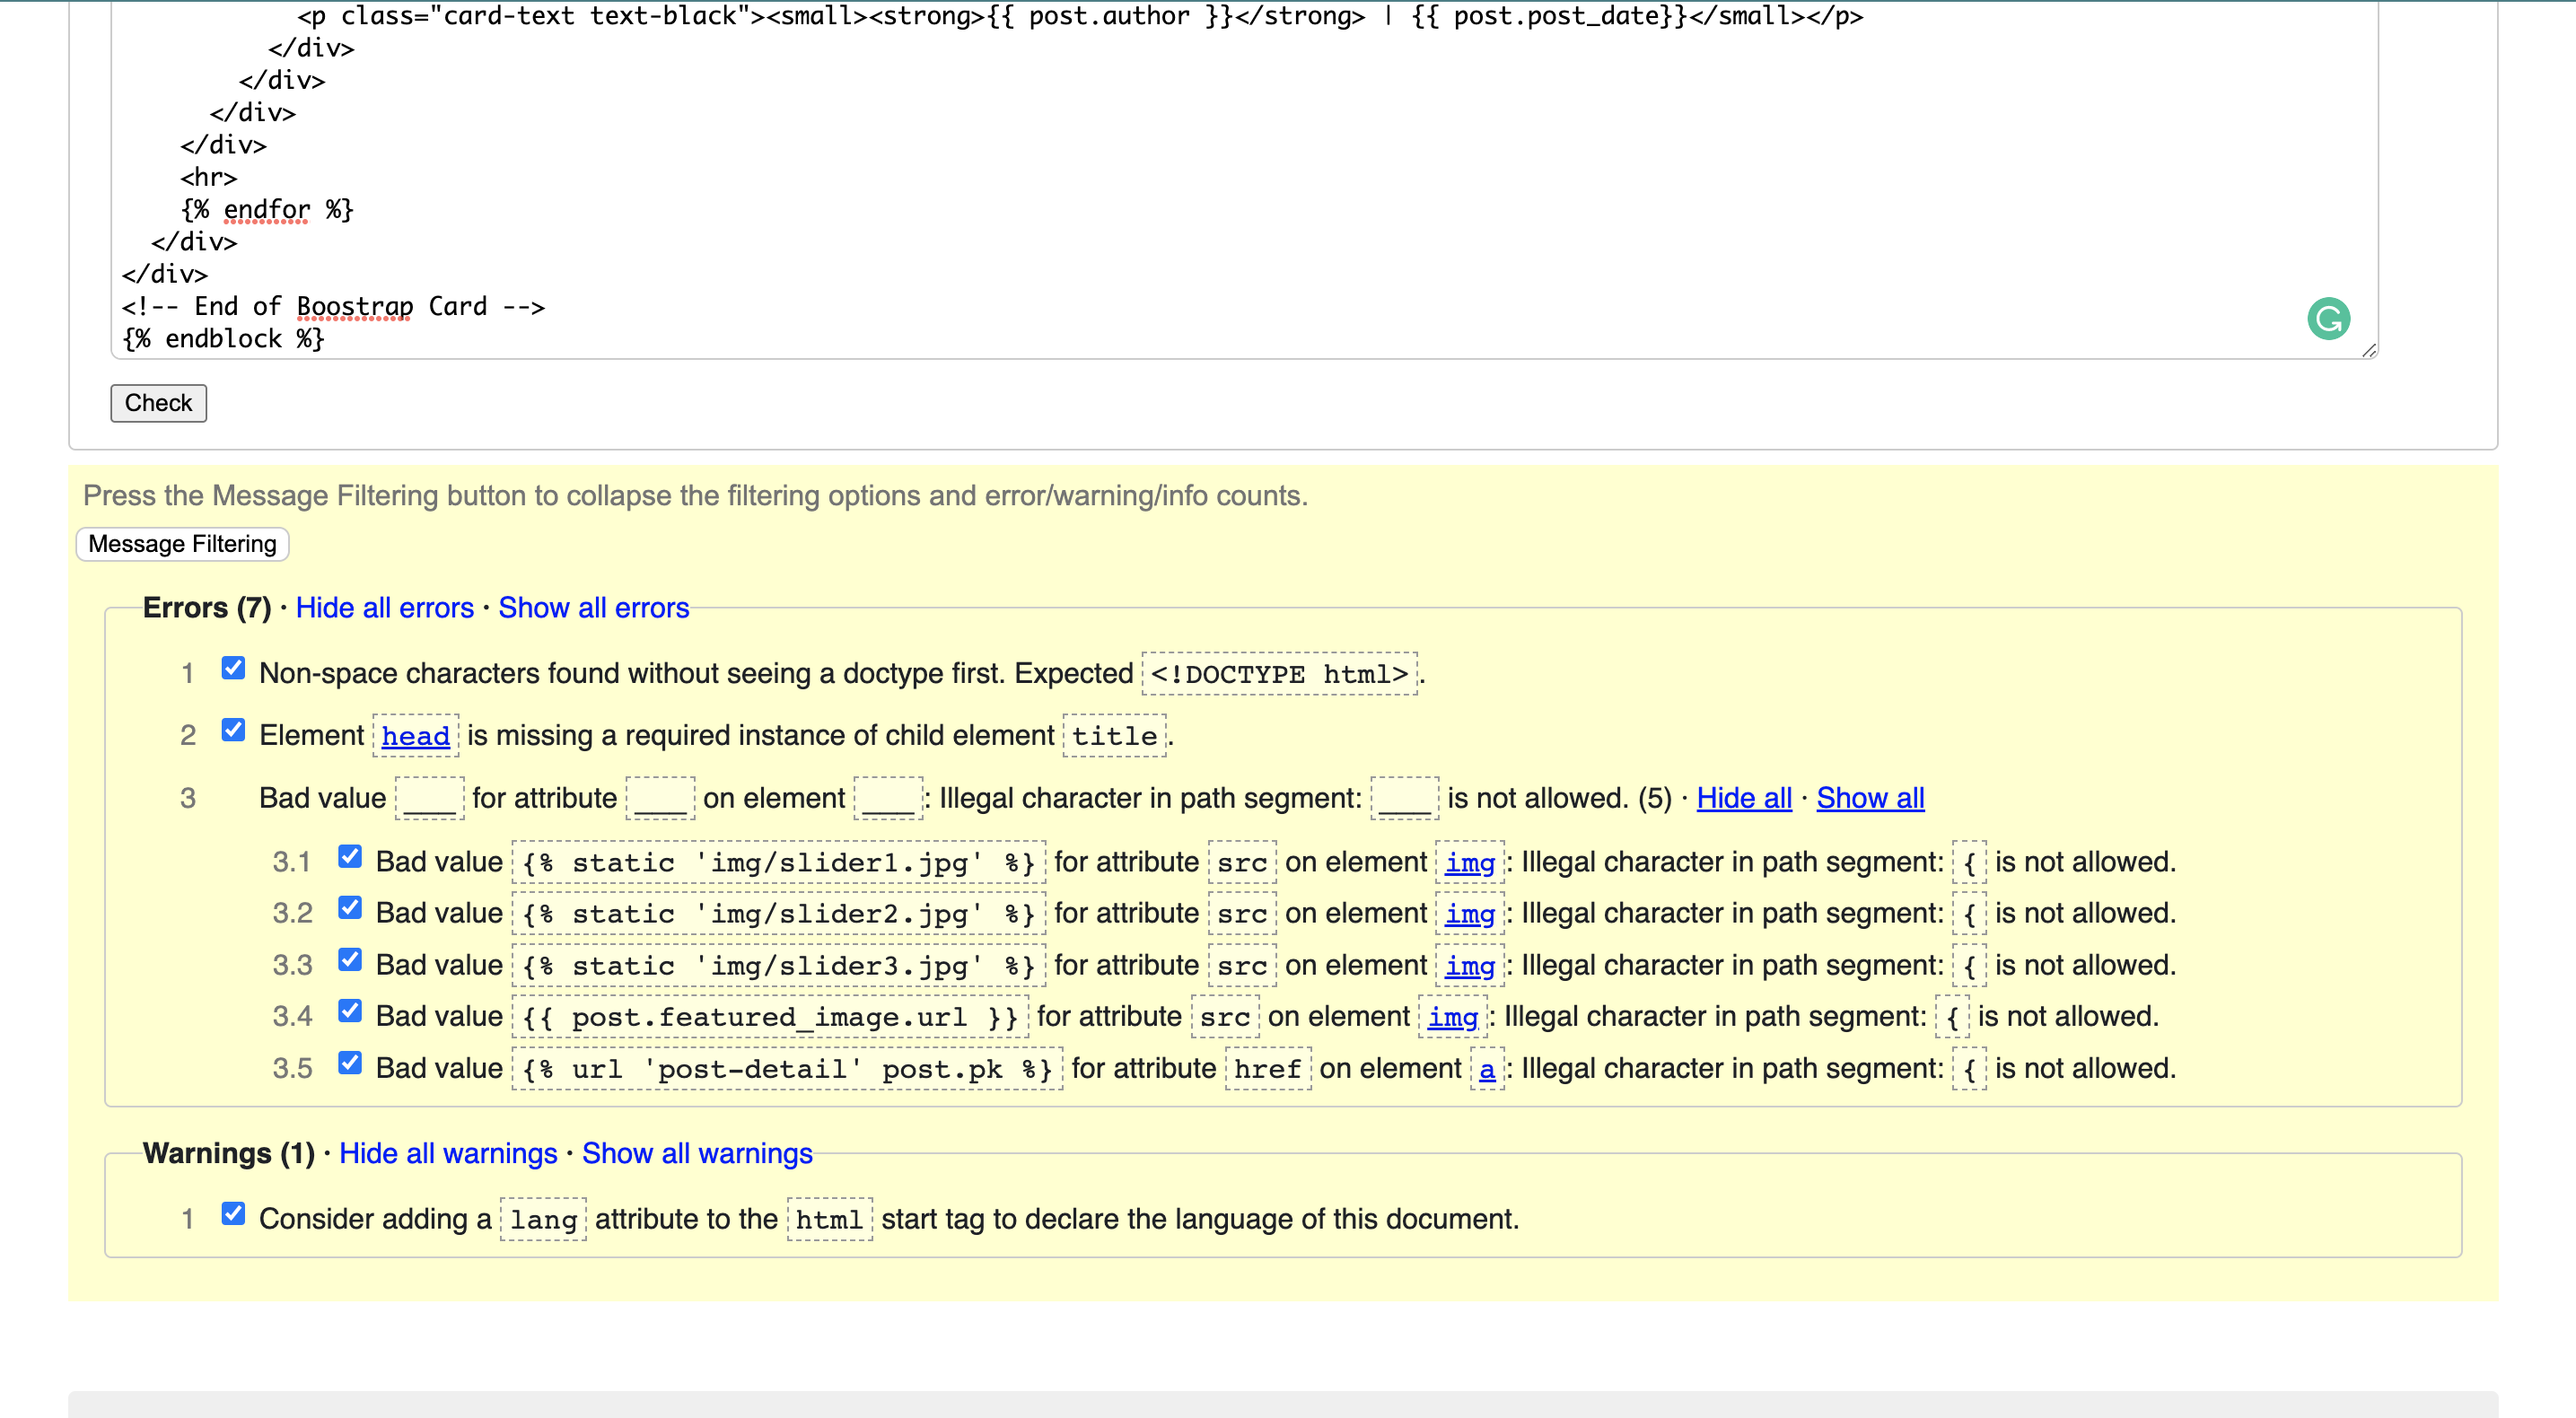 <p class="card-text text-black"><small><strong>{{ post.author }}</strong> | {{ post.post_date}}</small></p>
</div>
</div>
</div>
</div>
<hr>
{% endfor %}
</div>
</div>
<!-- End of Boostrap Card -->
{% endblock %}
Check
Press the Message Filtering button to collapse the filtering options and error/warning/info counts.
Message Filtering
Errors (7) · Hide all errors · Show all errors
1 Non-space characters found without seeing a doctype first. Expected <!DOCTYPE html>.
2 Element head is missing a required instance of child element title.
3 Bad value ___ for attribute ___ on element ___: Illegal character in path segment: ___ is not allowed. (5) · Hide all · Show all
3.1 Bad value {% static 'img/slider1.jpg' %} for attribute src on element img: Illegal character in path segment: { is not allowed.
3.2 Bad value {% static 'img/slider2.jpg' %} for attribute src on element img: Illegal character in path segment: { is not allowed.
3.3 Bad value {% static 'img/slider3.jpg' %} for attribute src on element img: Illegal character in path segment: { is not allowed.
3.4 Bad value {{ post.featured_image.url }} for attribute src on element img: Illegal character in path segment: { is not allowed.
3.5 Bad value {% url 'post-detail' post.pk %} for attribute href on element a: Illegal character in path segment: { is not allowed.
Warnings (1) · Hide all warnings · Show all warnings
1 Consider adding a lang attribute to the html start tag to declare the language of this document.